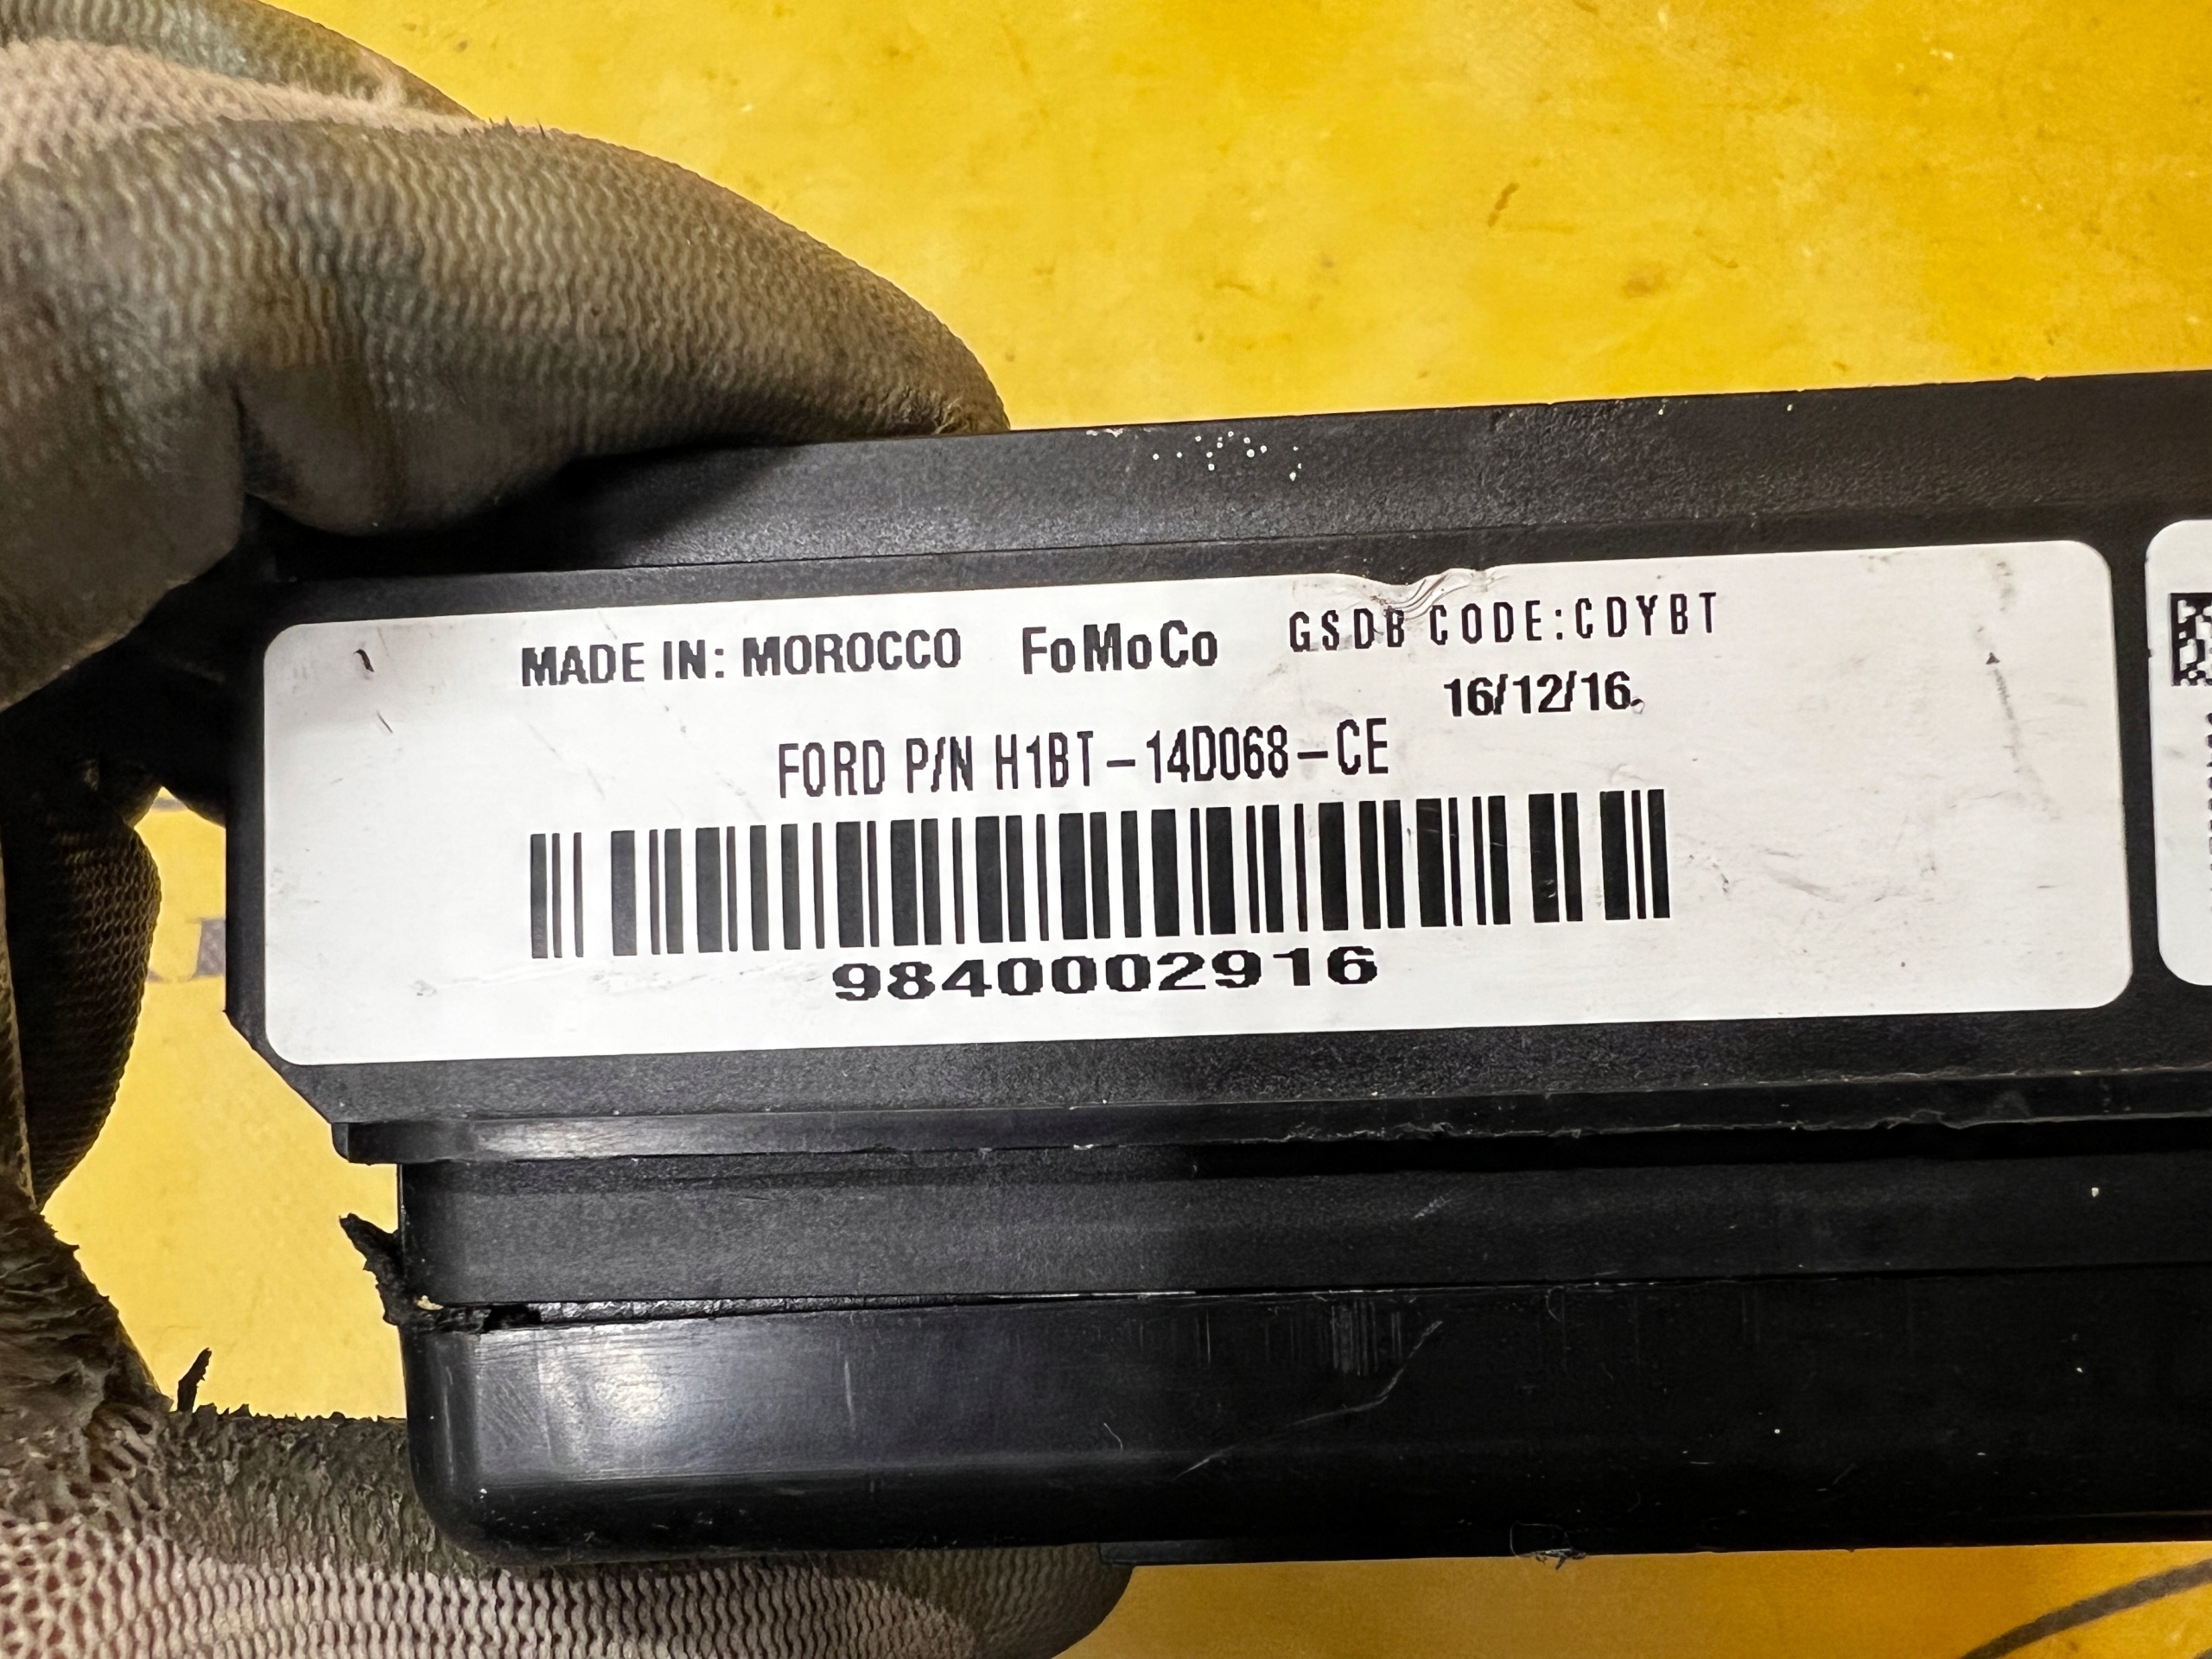 MADE IN: MOROCCO FoMoCo GSDB CODE:CDYBT
16/12/16.
FORD P/N H1BT-14D068-CE
9840002916